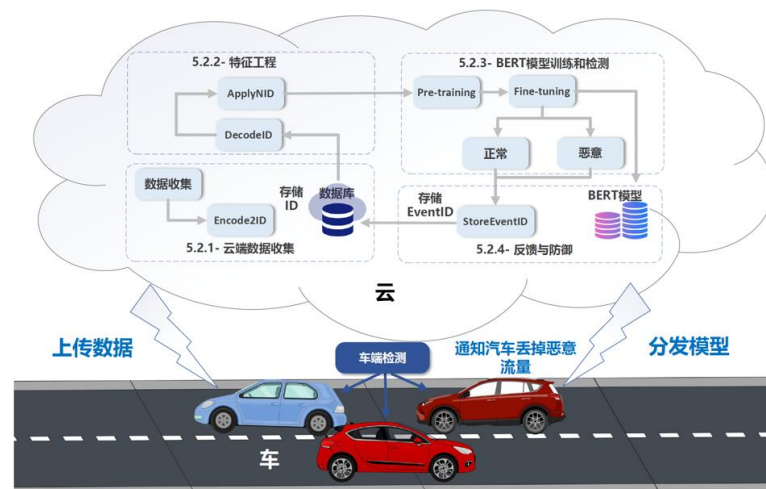 5.2.2- 特征工程
ApplyNID
DecodeID
5.2.3- BERT模型训练和检测
Pre-training
Fine-tuning
正常
恶意
数据收集
Encode2ID
存储
ID
数据库
5.2.1- 云端数据收集
存储
EventID
StoreEventID
BERT模型
5.2.4- 反馈与防御
云
上传数据
车端检测
通知汽车丢掉恶意
流量
分发模型
车